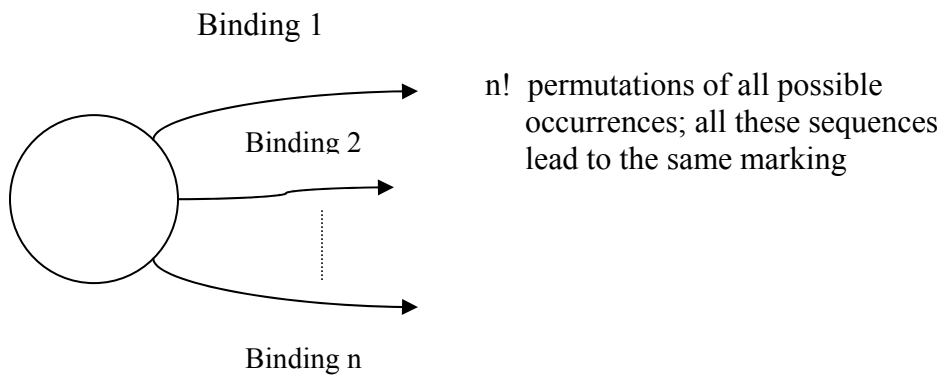 Binding 1
n! permutations of all possible
occurrences; all these sequences
lead to the same marking
Binding 2
Binding n